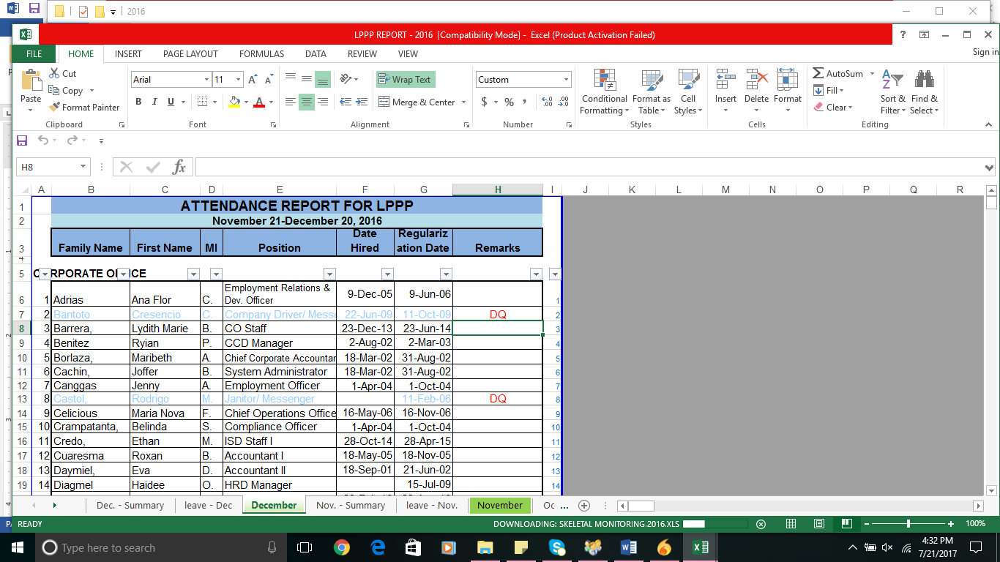 2016
LPPP REPORT - 2016 [Compatibility Mode] - Excel (Product Activation Failed)
FILE HOME INSERT PAGE LAYOUT FORMULAS DATA REVIEW VIEW Sign in
Paste Cut Copy Format Painter
Clipboard
Arial 11
B I U A
Font
Wrap Text
Merge & Center
Alignment
Custom
$ % , .00 .00
Number
Conditional Formatting Format as Table Cell Styles
Styles
Insert Delete Format
Cells
AutoSum Fill Clear Sort & Filter Find & Select
Editing
H8 fx
A B C D E F G H I J K L M N O P Q R
1 ATTENDANCE REPORT FOR LPPP
2 November 21-December 20, 2016
3 Family Name First Name MI Position Date Hired Regulariz ation Date Remarks
4
5 CORPORATE OFFICE
6 1 Adrias Ana Flor C. Employment Relations & Dev. Officer 9-Dec-05 9-Jun-06 1
7 2 Bantoto Cresencio C. Company Driver/ Mess 22-Jun-09 11-Oct-09 DQ 2
8 3 Barrera, Lydith Marie B. CO Staff 23-Dec-13 23-Jun-14 3
9 4 Benitez Ryian P. CCD Manager 2-Aug-02 2-Mar-03 4
10 5 Borlaza, Maribeth A. Chief Corporate Accountan 18-Mar-02 31-Aug-02 5
11 6 Cachin, Joffer B. System Administrator 18-Mar-02 31-Aug-02 6
12 7 Canggas Jenny A. Employment Officer 1-Apr-04 1-Oct-04 7
13 8 Castol, Rodrigo M. Janitor/ Messenger 11-Feb-06 DQ 8
14 9 Celicious Maria Nova F. Chief Operations Office 16-May-06 16-Nov-06 9
15 10 Crampatanta, Belinda S. Compliance Officer 1-Apr-04 1-Oct-04 10
16 11 Credo, Ethan M. ISD Staff I 28-Oct-14 28-Apr-15 11
17 12 Cuaresma Roxan B. Accountant I 18-May-05 18-Nov-05 12
18 13 Daymiel, Eva D. Accountant II 18-Sep-01 21-Jun-02 13
19 14 Diagmel Haidee O. HRD Manager 15-Jul-09 14
Dec. - Summary leave - Dec December Nov. - Summary leave - Nov. November Oc ...
READY DOWNLOADING: SKELETAL MONITORING.2016.XLS 100%
Type here to search 4:32 PM
7/21/2017